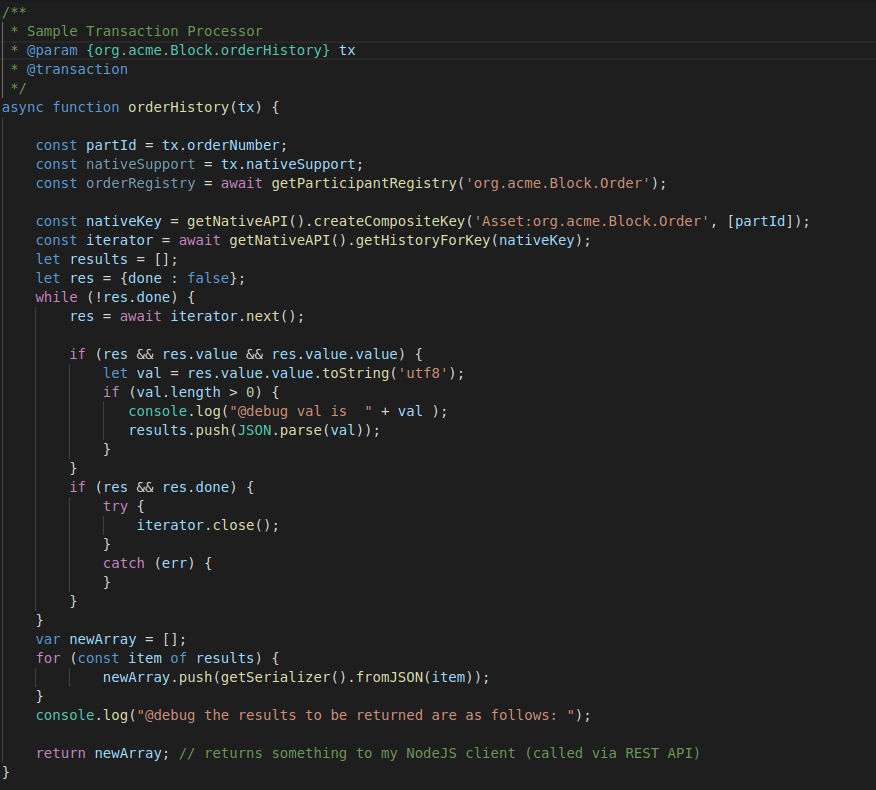 /**
 * Sample Transaction Processor
 * @param {org.acme.Block.orderHistory} tx
 * @transaction
 */
async function orderHistory(tx) {

    const partId = tx.orderNumber;
    const nativeSupport = tx.nativeSupport;
    const orderRegistry = await getParticipantRegistry('org.acme.Block.Order');

    const nativeKey = getNativeAPI().createCompositeKey('Asset:org.acme.Block.Order', [partId]);
    const iterator = await getNativeAPI().getHistoryForKey(nativeKey);
    let results = [];
    let res = {done : false};
    while (!res.done) {
        res = await iterator.next();

        if (res && res.value && res.value.value) {
            let val = res.value.value.toString('utf8');
            if (val.length > 0) {
               console.log("@debug val is  " + val );
               results.push(JSON.parse(val));
            }
        }
        if (res && res.done) {
            try {
                iterator.close();
            }
            catch (err) {
            }
        }
    }
    var newArray = [];
    for (const item of results) {
            newArray.push(getSerializer().fromJSON(item));
    }
    console.log("@debug the results to be returned are as follows: ");

    return newArray; // returns something to my NodeJS client (called via REST API)
}